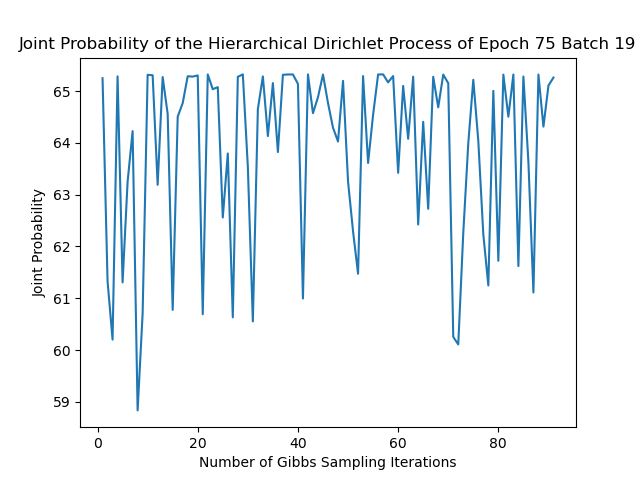 Joint Probability of the Hierarchical Dirichlet Process of Epoch 75 Batch 19
65
64
63
62
61
60
59
Joint Probability
0 20 40 60 80
Number of Gibbs Sampling Iterations